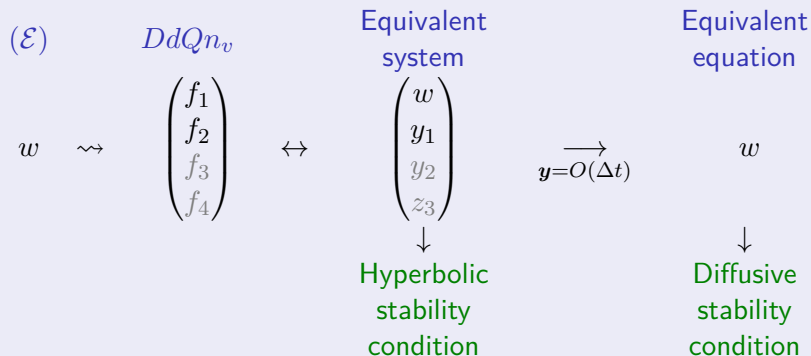 (ℰ) DdQn_v Equivalent system Equivalent equation
w ⇝ (f_1 f_2 f_3 f_4) ↔ (w y_1 y_2 z_3) ⟶ y=O(Δt) w
↓ ↓
Hyperbolic stability condition Diffusive stability condition